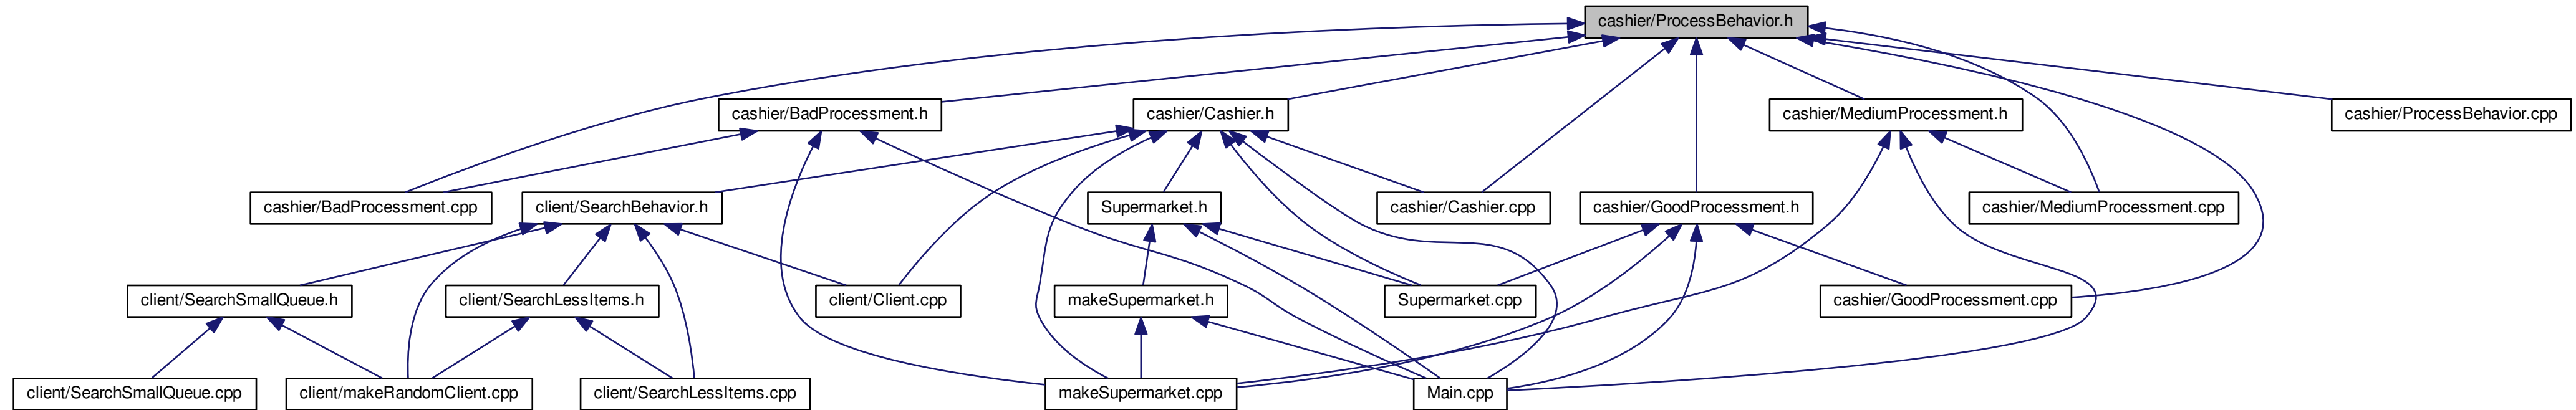 cashier/ProcessBehavior.h
cashier/BadProcessment.h
cashier/Cashier.h
cashier/MediumProcessment.h
cashier/ProcessBehavior.cpp
cashier/BadProcessment.cpp
client/SearchBehavior.h
Supermarket.h
cashier/Cashier.cpp
cashier/GoodProcessment.h
cashier/MediumProcessment.cpp
client/SearchSmallQueue.h
client/SearchLessItems.h
client/Client.cpp
makeSupermarket.h
Supermarket.cpp
cashier/GoodProcessment.cpp
client/SearchSmallQueue.cpp
client/makeRandomClient.cpp
client/SearchLessItems.cpp
makeSupermarket.cpp
Main.cpp